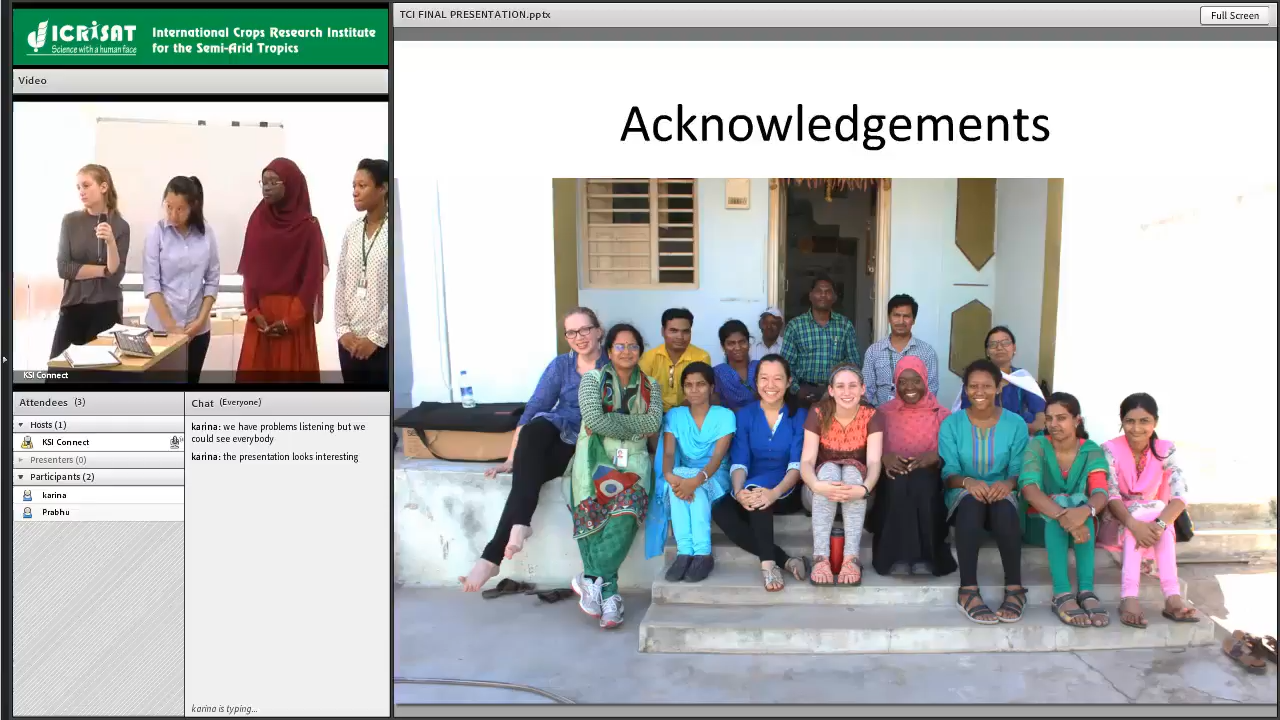 ICRISAT
Science with a human face
International Crops Research Institute
for the Semi-Arid Tropics
Video
KSI Connect
Attendees (3)
Hosts (1)
KSI Connect
Presenters (0)
Participants (2)
karina
Prabhu
Chat (Everyone)
karina: we have problems listening but we
could see everybody
karina: the presentation looks interesting
karina is typing...
TCI FINAL PRESENTATION.pptx
Full Screen
Acknowledgements